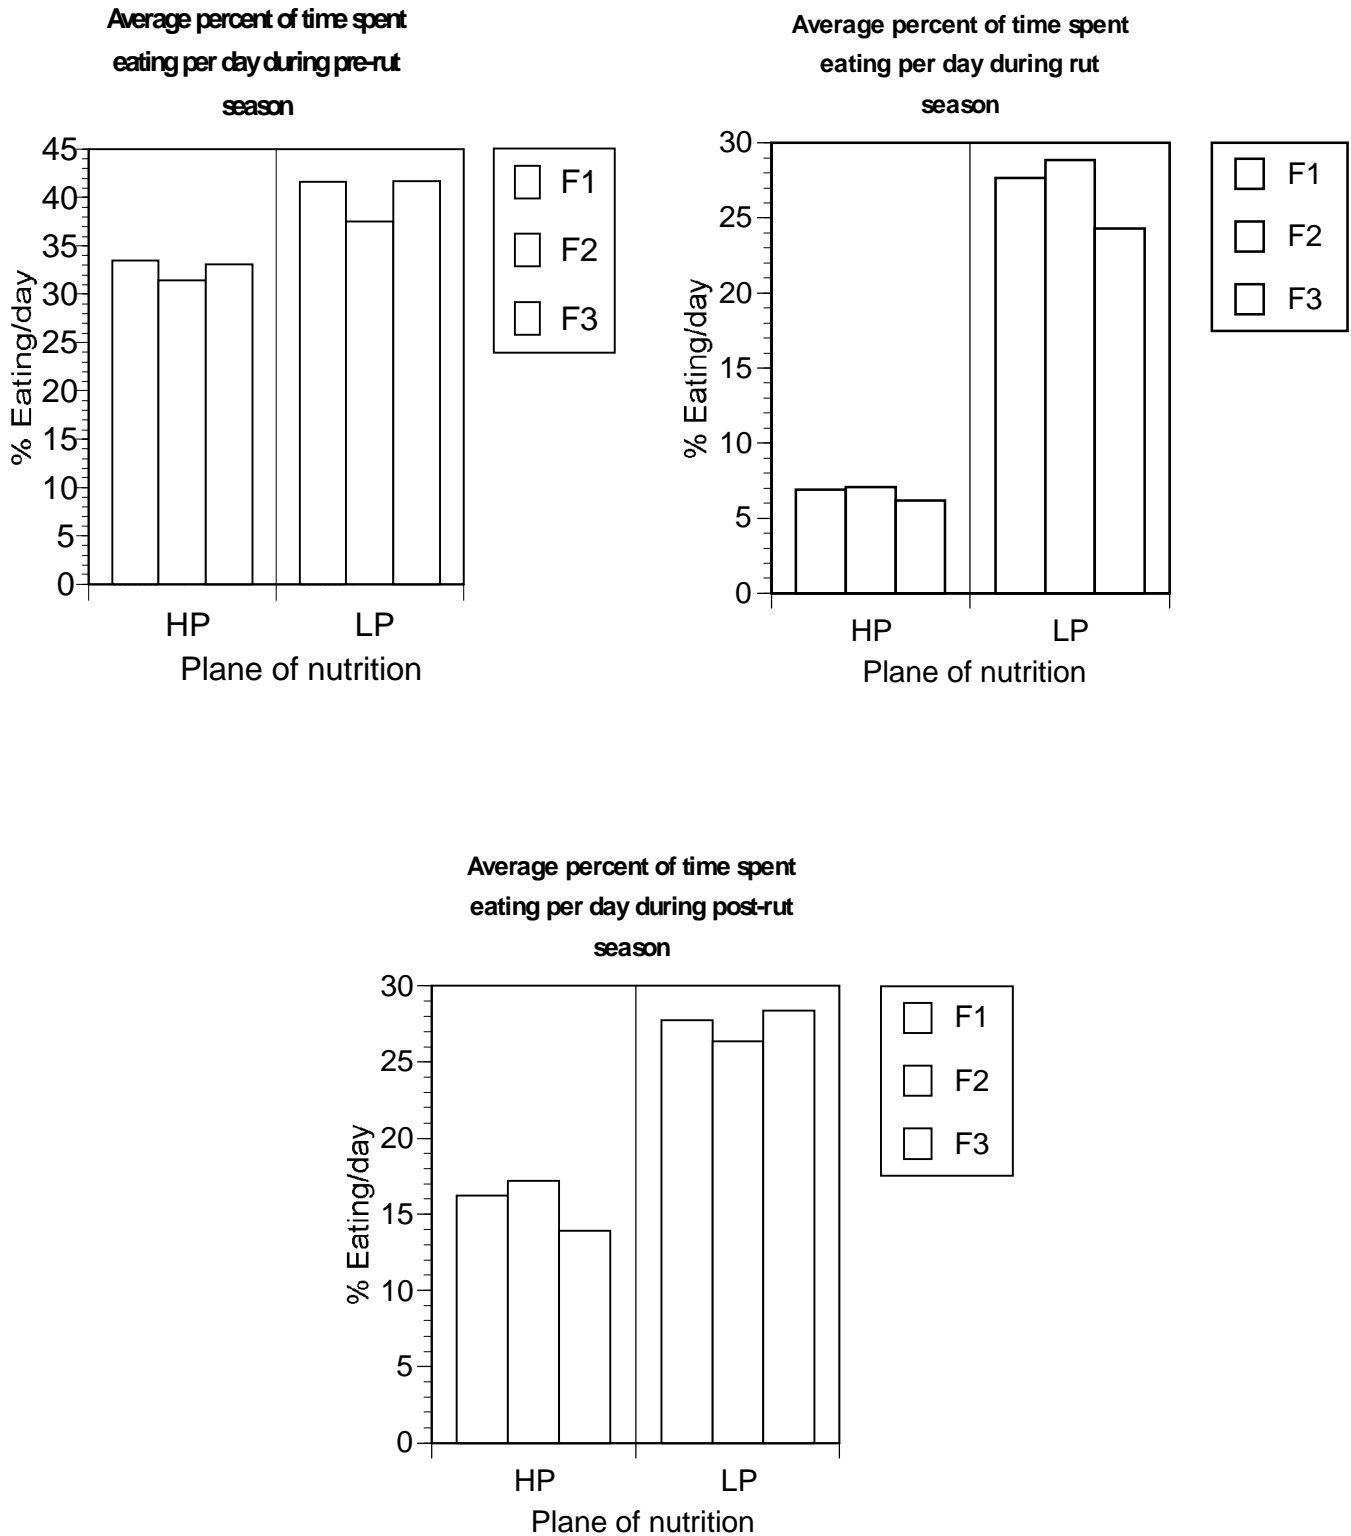 Average percent of time spent
eating per day during pre-rut
season
45
40
35
30
25
20
15
10
5
0
% Eating/day
HP
LP
Plane of nutrition
F1
F2
F3
Average percent of time spent
eating per day during rut
season
30
25
20
15
10
5
0
% Eating/day
HP
LP
Plane of nutrition
F1
F2
F3
Average percent of time spent
eating per day during post-rut
season
30
25
20
15
10
5
0
% Eating/day
HP
LP
Plane of nutrition
F1
F2
F3